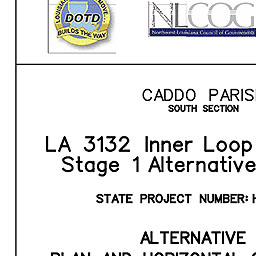 DOTD
BUILDS THE WAY
NLCOG
Northwest Louisiana Council of Governments
CADDO PARIS
SOUTH SECTION
LA 3132 Inner Loop
Stage 1 Alternative
STATE PROJECT NUMBER:
ALTERNATIVE